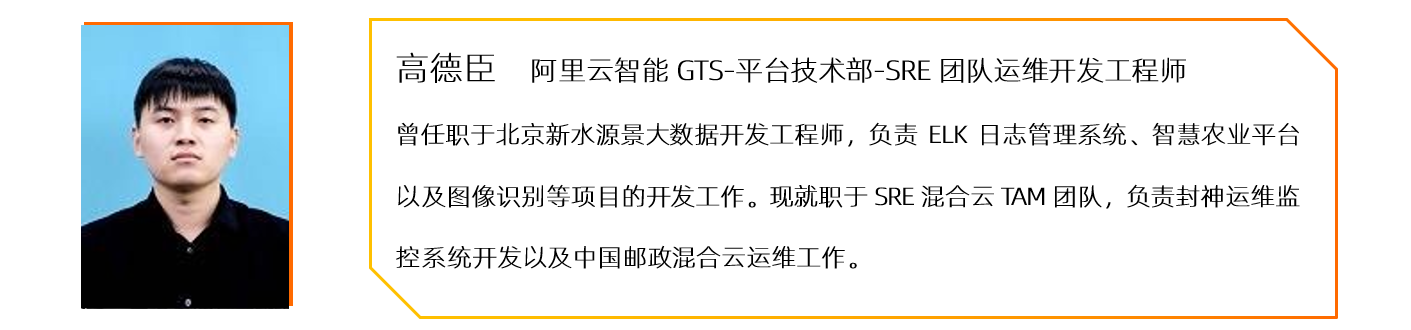 高德臣 阿里云智能 GTS-平台技术部-SRE 团队运维开发工程师
曾任职于北京新水源景大数据开发工程师，负责 ELK 日志管理系统、智慧农业平台
以及图像识别等项目的开发工作。现就职于 SRE 混合云 TAM 团队，负责封神运维监
控系统开发以及中国邮政混合云运维工作。